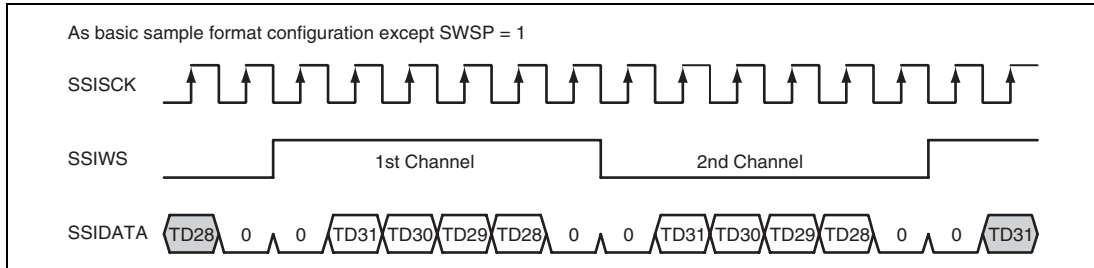 As basic sample format configuration except SWSP = 1
SSISCK
SSIWS 1st Channel 2nd Channel
SSIDATA TD28 0 0 TD31 TD30 TD29 TD28 0 0 TD31 TD30 TD29 TD28 0 0 TD31